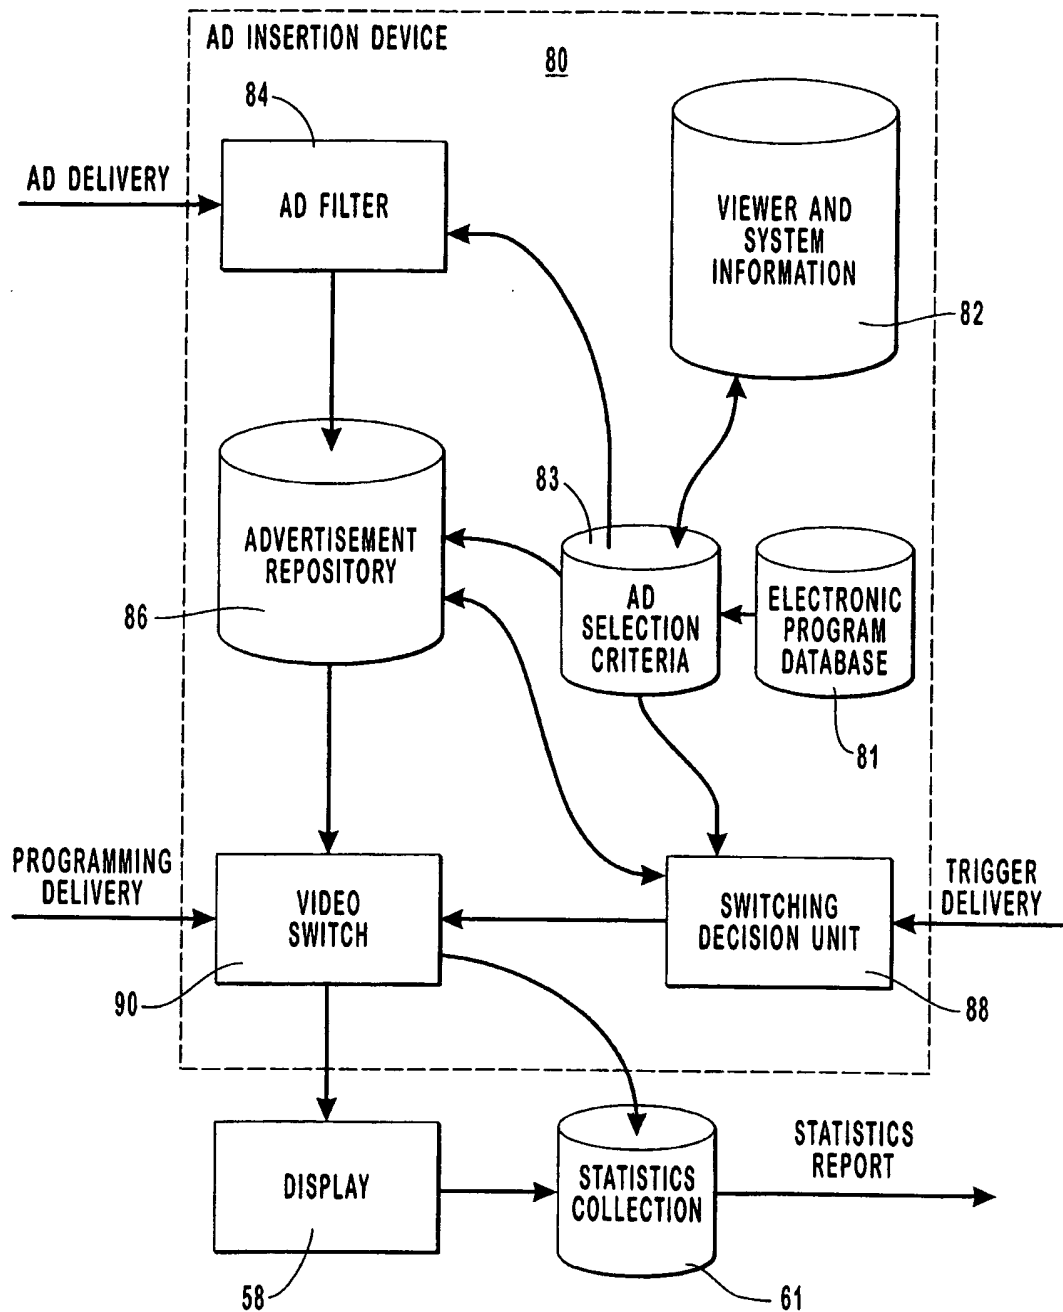 AD INSERTION DEVICE
80
84
AD DELIVERY
AD FILTER
VIEWER AND
SYSTEM
INFORMATION
82
83
ADVERTISEMENT
REPOSITORY
86
AD
SELECTION
CRITERIA
ELECTRONIC
PROGRAM
DATABASE
81
PROGRAMMING
DELIVERY
VIDEO
SWITCH
90
SWITCHING
DECISION UNIT
88
TRIGGER
DELIVERY
DISPLAY
58
STATISTICS
COLLECTION
61
STATISTICS
REPORT